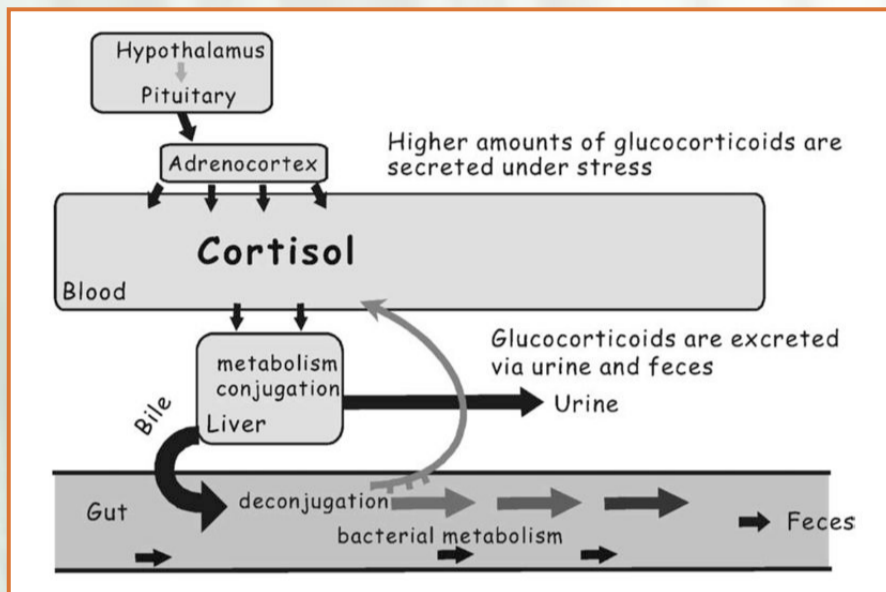 Hypothalamus
Pituitary
Adrenocortex
Higher amounts of glucocorticoids are
secreted under stress
Cortisol
Blood
Glucocorticoids are excreted
via urine and feces
metabolism
conjugation
Liver
Urine
Bile
Gut
deconjugation
bacterial metabolism
Feces